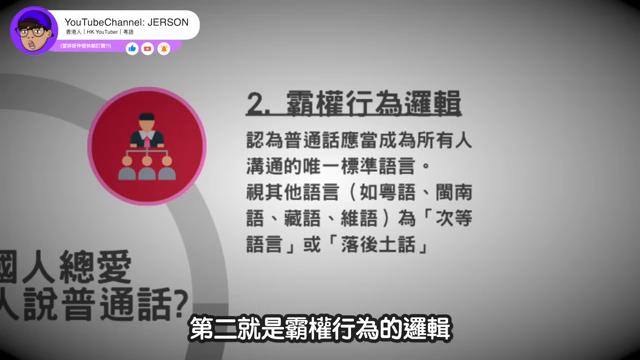 YouTubeChannel: JERSON
香港人 | HK YouTuber | 粵語
2. 霸權行為邏輯
認為普通話應當成為所有人
溝通的唯一標準語言。
視其他語言（如粵語、閩南
語、藏語、維語）為「次等
語言」或「落後土話」
國人總愛
人說普通話?
第二就是霸權行為的邏輯